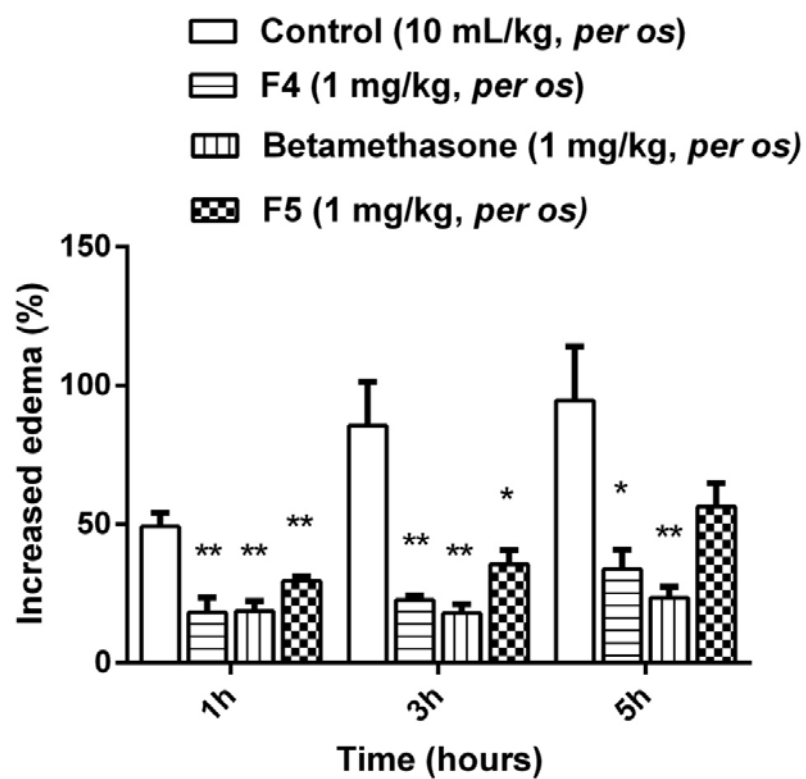 Control (10 mL/kg, per os)
F4 (1 mg/kg, per os)
Betamethasone (1 mg/kg, per os)
F5 (1 mg/kg, per os)
150
100
50
0
Increased edema (%)
** ** **
** ** *
* **
1h 3h 5h
Time (hours)